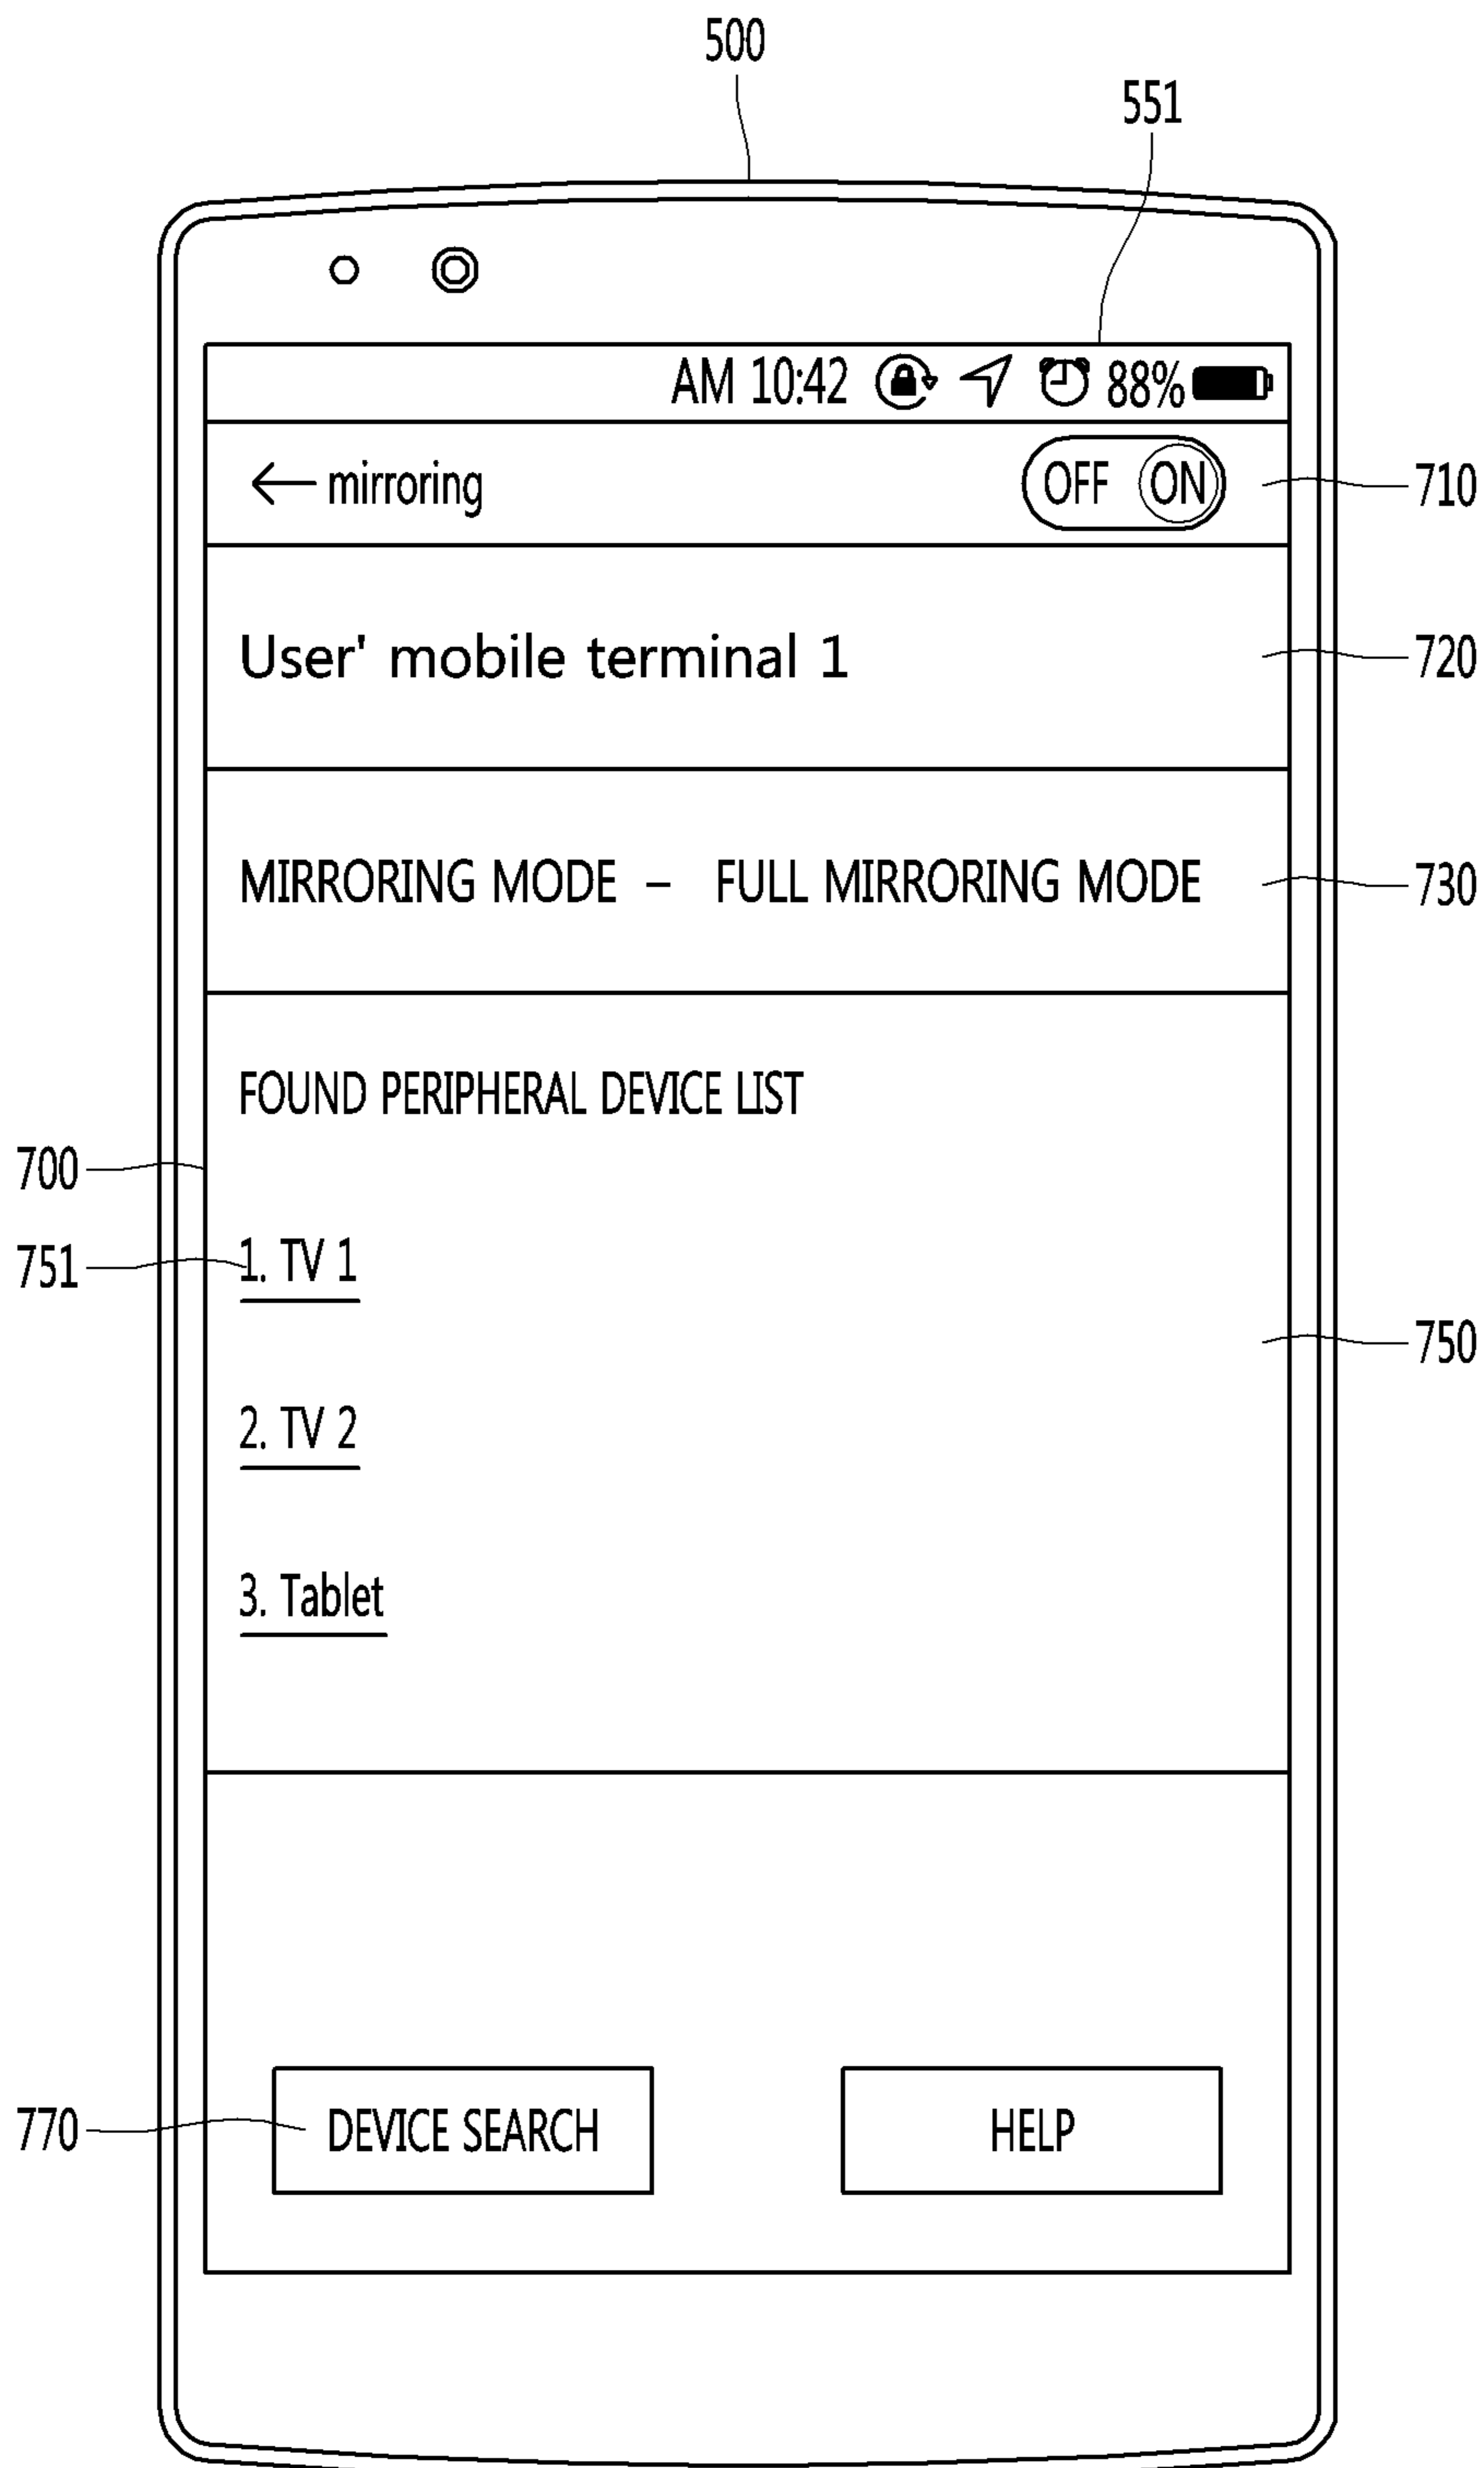 500
551
AM 10:42 88%
mirroring OFF ON 710
User' mobile terminal 1 720
MIRRORING MODE – FULL MIRRORING MODE 730
FOUND PERIPHERAL DEVICE LIST
700
751 1. TV 1
750
2. TV 2
3. Tablet
770 DEVICE SEARCH HELP